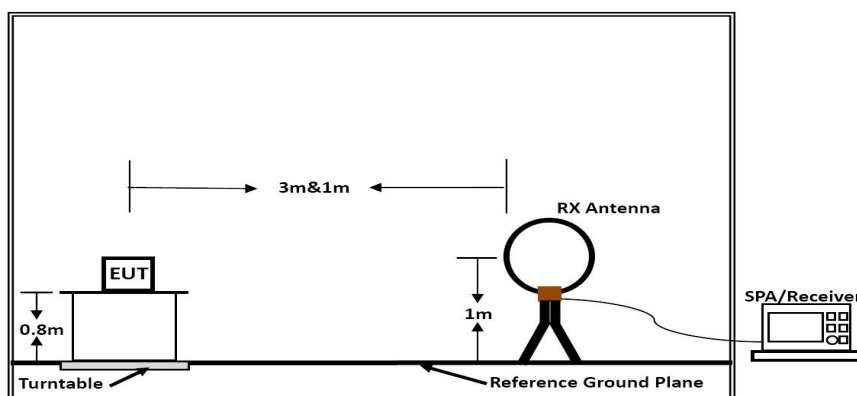 3m&1m
RX Antenna
EUT
SPA/Receiver
0.8m
1m
Turntable
Reference Ground Plane